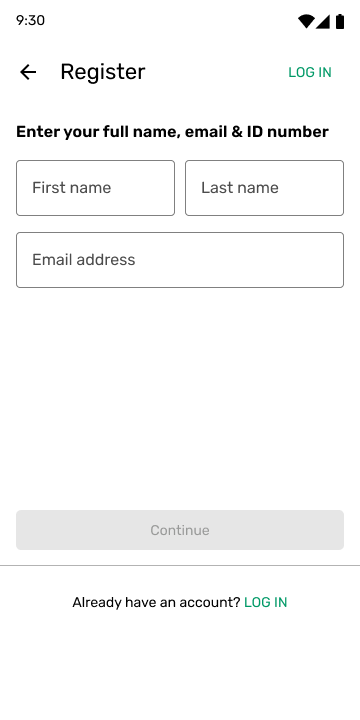 9:30
Register
LOG IN
Enter your full name, email & ID number
First name
Last name
Email address
Continue
Already have an account? LOG IN